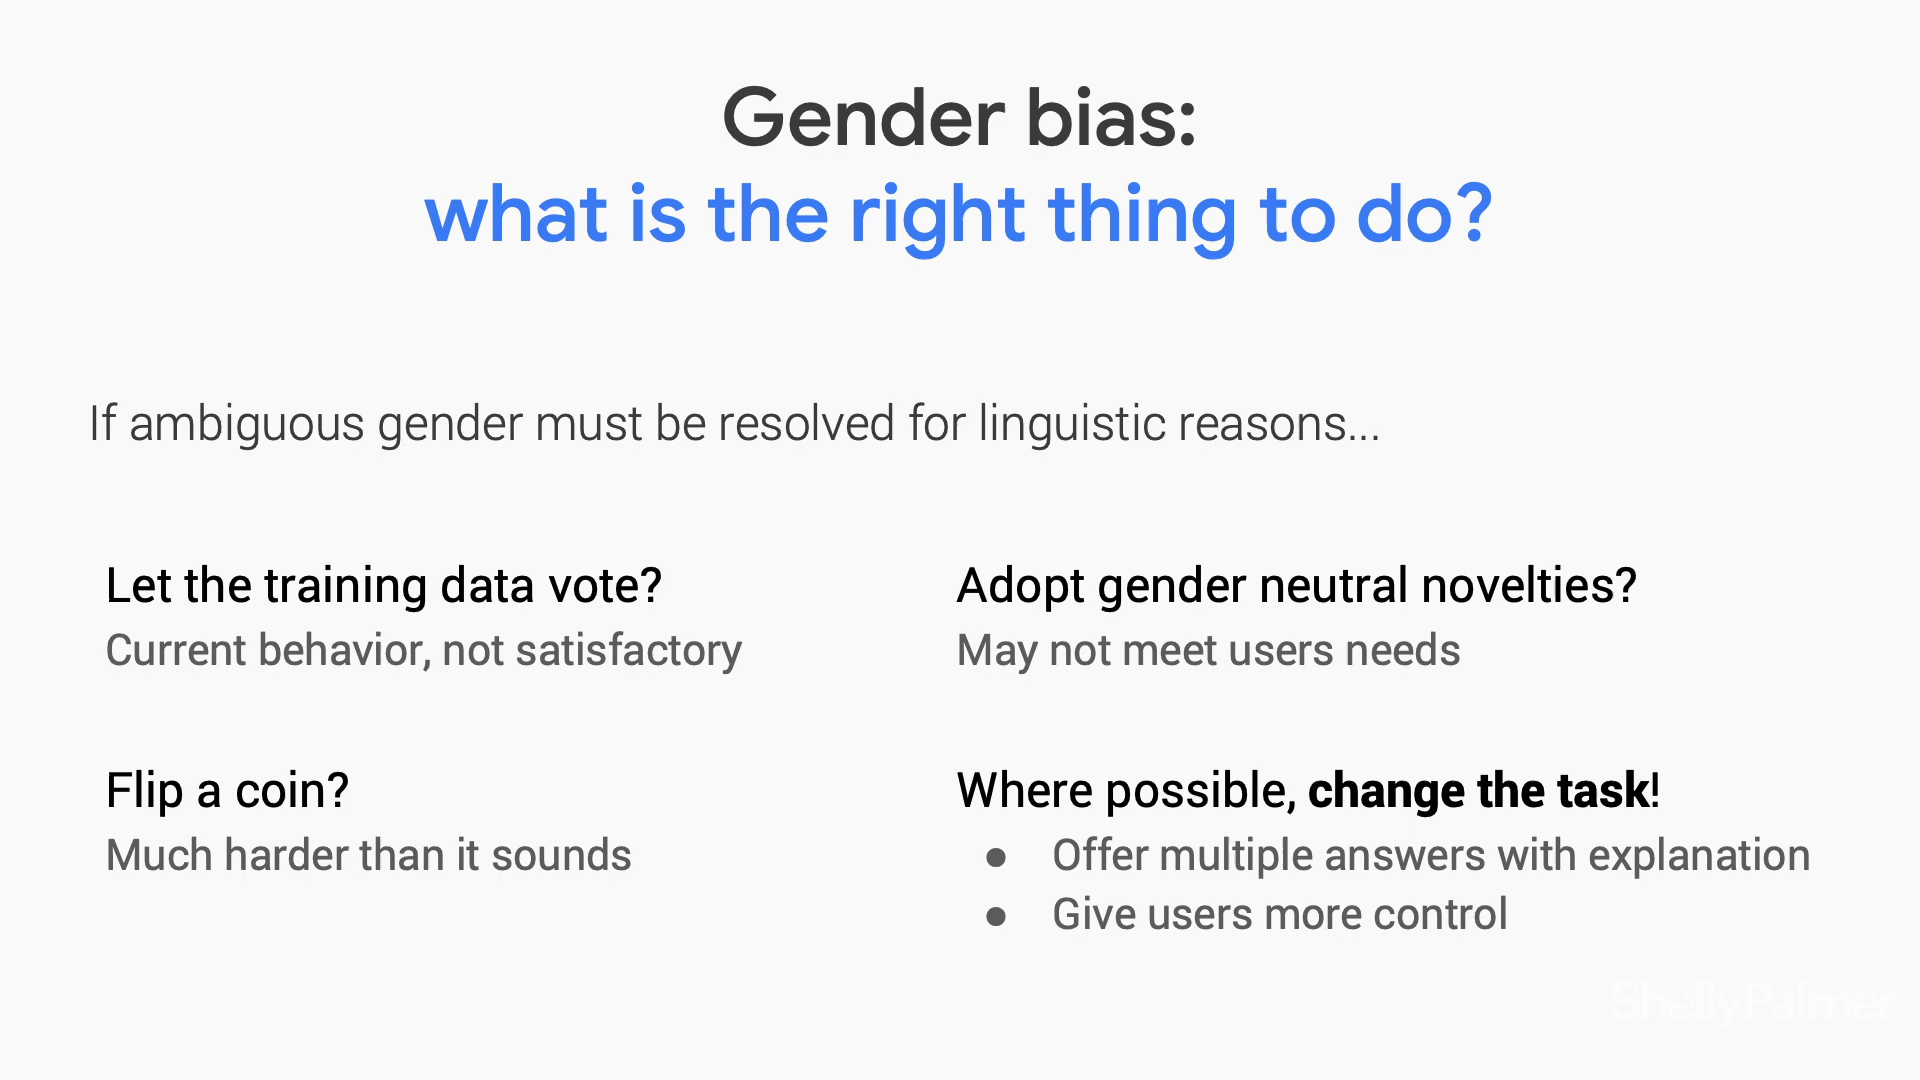 Gender bias:
what is the right thing to do?
If ambiguous gender must be resolved for linguistic reasons...
Let the training data vote?
Current behavior, not satisfactory
Adopt gender neutral novelties?
May not meet users needs
Flip a coin?
Much harder than it sounds
Where possible, change the task!
● Offer multiple answers with explanation
● Give users more control
ShellyPalmer